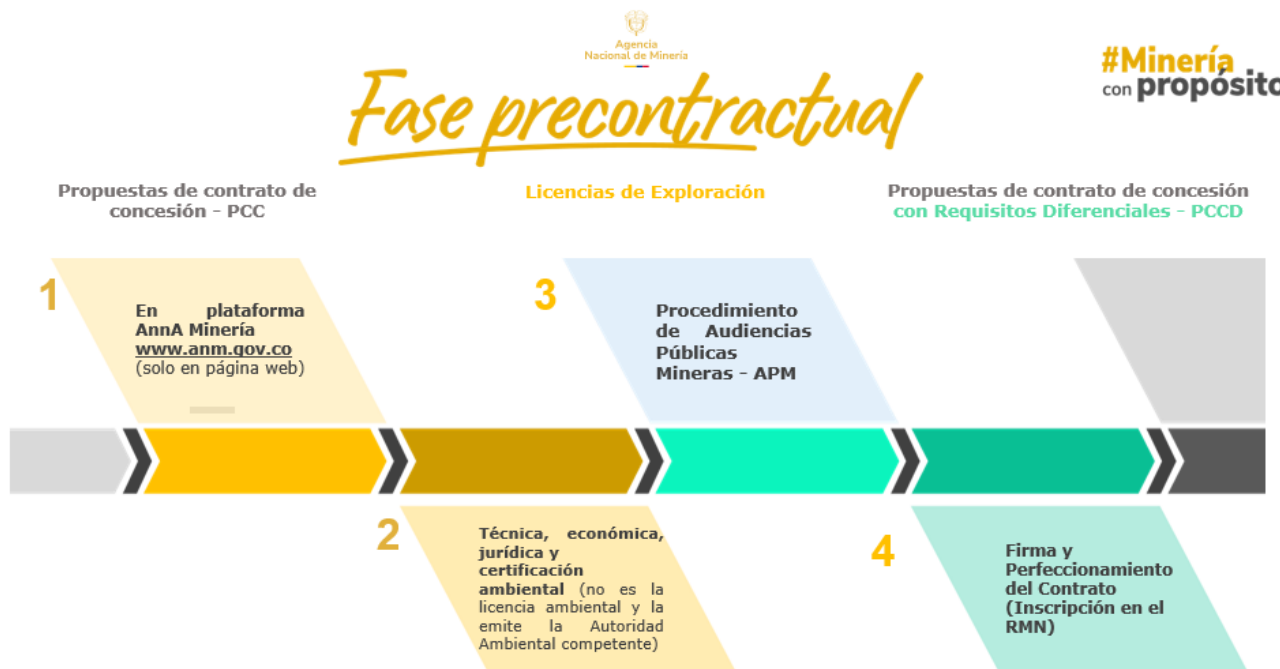 Agencia
Nacional de Minería
#Minería
con propósito
Fase precontractual
Propuestas de contrato de
concesión - PCC
Licencias de Exploración
Propuestas de contrato de concesión
con Requisitos Diferenciales - PCCD
1
En plataforma
AnnA Minería
www.anm.gov.co
(solo en página web)
3
Procedimiento
de Audiencias
Públicas
Mineras - APM
2
Técnica, económica,
jurídica y
certificación
ambiental (no es la
licencia ambiental y la
emite la Autoridad
Ambiental competente)
4
Firma y
Perfeccionamiento
del Contrato
(Inscripción en el
RMN)